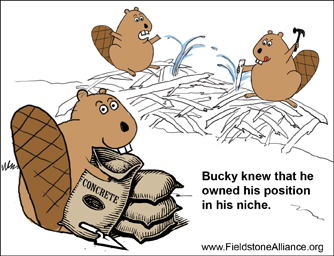 CONCRETE
Bucky knew that he
owned his position
in his niche.
www.FieldstoneAlliance.org